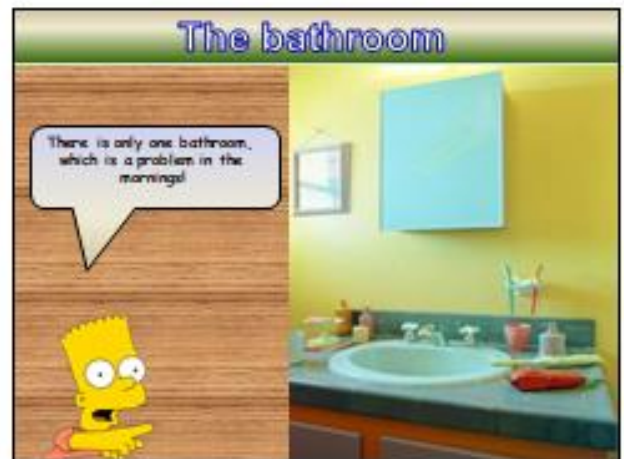 The bathroom
There is only one bathroom,
which is a problem in the
mornings!